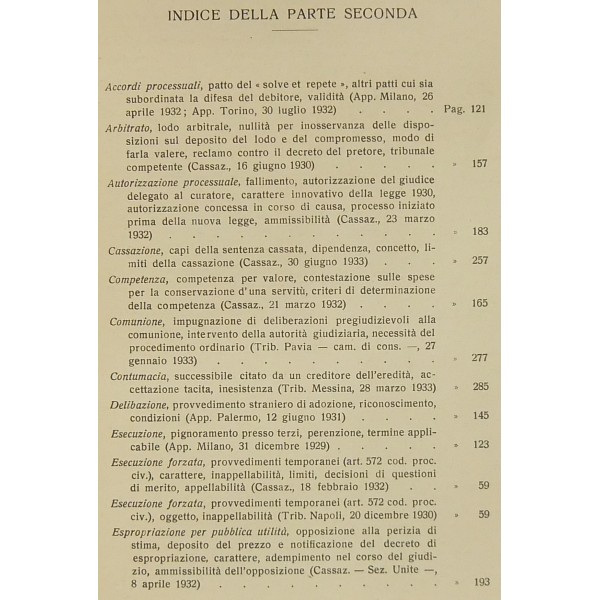 INDICE DELLA PARTE SECONDA
Accordi processuali, patto del « solve et repete », altri patti cui sia
subordinata la difesa del debitore, validità (App. Milano, 26
aprile 1932 ; App. Torino, 30 luglio 1932) . . . . Pag. 121
Arbitrato, lodo arbitrale, nullità per inosservanza delle dispo-
sizioni sul deposito del lodo e del compromesso, modo di
farla valere, reclamo contro il decreto del pretore, tribunale
competente (Cassaz., 16 giugno 1930) . . . . . » 157
Autorizzazione processuale, fallimento, autorizzazione del giudice
delegato al curatore, carattere innovativo della legge 1930,
autorizzazione concessa in corso di causa, processo iniziato
prima della nuova legge, ammissibilità (Cassaz., 23 marzo
1932) . . . . . . . . . . . . » 183
Cassazione, capi della sentenza cassata, dipendenza, concetto, li-
miti della cassazione (Cassaz., 30 giugno 1933) . . . » 257
Competenza, competenza per valore, contestazione sulle spese
per la conservazione d'una servitù, criteri di determinazione
della competenza (Cassaz., 21 marzo 1932) . . . . » 165
Comunione, impugnazione di deliberazioni pregiudizievoli alla
comunione, intervento della autorità giudiziaria, necessità del
procedimento ordinario (Trib. Pavia — cam. di cons. —, 27
gennaio 1933) . . . . . . . . . . » 277
Contumacia, successibile citato da un creditore dell'eredità, ac-
cettazione tacita, inesistenza (Trib. Messina, 28 marzo 1933) » 285
Delibazione, provvedimento straniero di adozione, riconoscimento,
condizioni (App. Palermo, 12 giugno 1931) . . . . » 145
Esecuzione, pignoramento presso terzi, perenzione, termine appli-
cabile (App. Milano, 31 dicembre 1929) . . . . . » 123
Esecuzione forzata, provvedimenti temporanei (art. 572 cod. proc.
civ.), carattere, inappellabilità, limiti, decisioni di questioni
di merito, appellabilità (Cassaz., 18 febbraio 1932) . . » 59
Esecuzione forzata, provvedimenti temporanei (art. 572 cod. proc.
civ.), oggetto, inappellabilità (Trib. Napoli, 20 dicembre 1930) » 59
Espropriazione per pubblica utilità, opposizione alla perizia di
stima, deposito del prezzo e notificazione del decreto di
espropriazione, carattere, adempimento nel corso del giudi-
zio, ammissibilità dell'opposizione (Cassaz. — Sez. Unite —,
8 aprile 1932) . . . . . . . . . . » 193